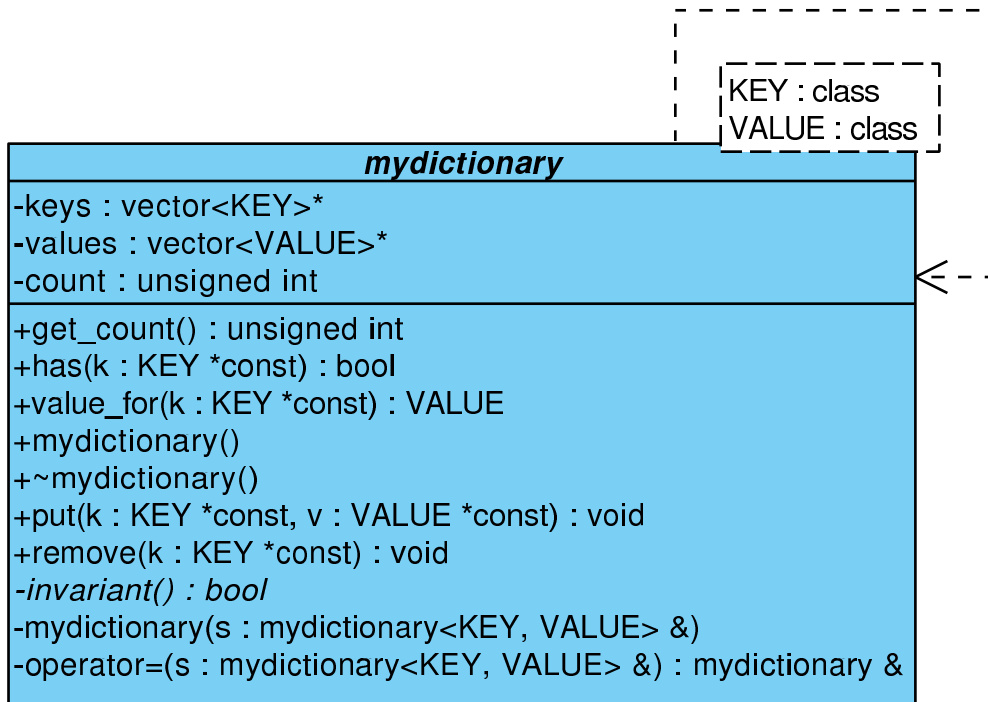 KEY : class
VALUE : class
mydictionary
-keys : vector<KEY>*
-values : vector<VALUE>*
-count : unsigned int
+get_count() : unsigned int
+has(k : KEY *const) : bool
+value_for(k : KEY *const) : VALUE
+mydictionary()
+~mydictionary()
+put(k : KEY *const, v : VALUE *const) : void
+remove(k : KEY *const) : void
-invariant() : bool
-mydictionary(s : mydictionary<KEY, VALUE> &)
-operator=(s : mydictionary<KEY, VALUE> &) : mydictionary &